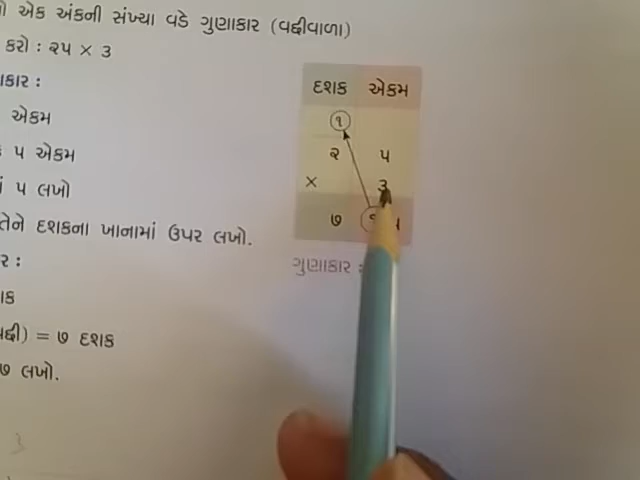 એક અંકની સંખ્યા વડે ગુણાકાર (વદ્દીવાળા)
કરો : ૨૫ × ૩
એકમ
૫ એકમ
૫ લખો
તેને દશકના ખાનામાં ઉપર લખો.
= ૭ દશક
૭ લખો.
દશક એકમ
૧
૨ ૫
× ૩
૭
ગુણાકાર :